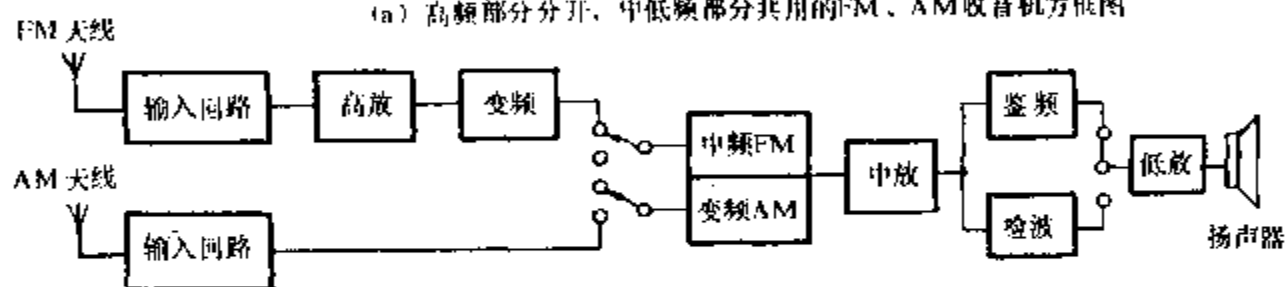 (a) 高频部分分开、中低频部分共用的FM、AM收音机方框图
FM 天线
输入回路
高放
变频
鉴频
中频FM
中放
低放
AM 天线
变频AM
输入回路
检波
扬声器